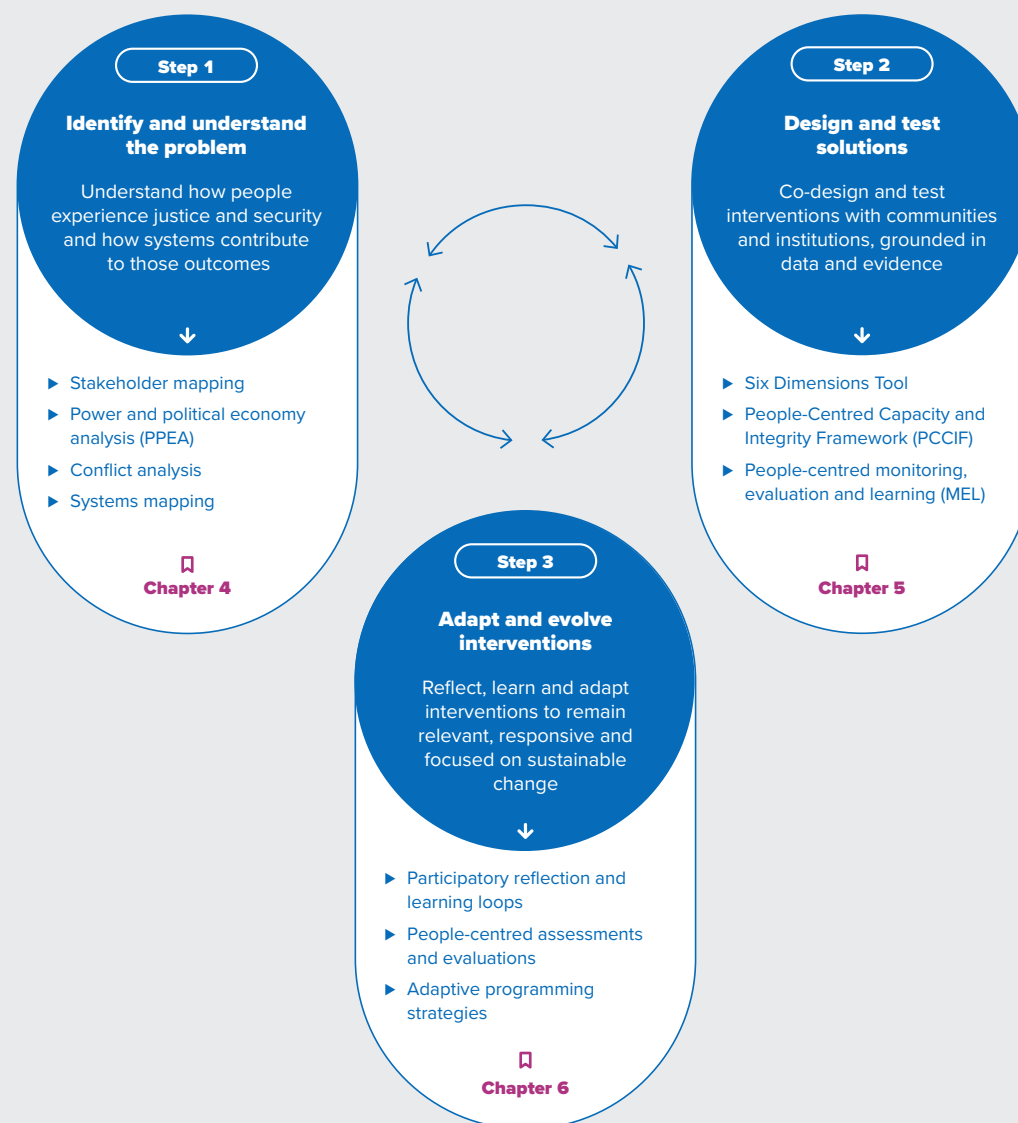 Step 1
Identify and understand
the problem
Understand how people
experience justice and security
and how systems contribute
to those outcomes
▶ Stakeholder mapping
▶ Power and political economy
analysis (PPEA)
▶ Conflict analysis
▶ Systems mapping
Chapter 4
Step 2
Design and test
solutions
Co-design and test
interventions with communities
and institutions, grounded in
data and evidence
▶ Six Dimensions Tool
▶ People-Centred Capacity and
Integrity Framework (PCCIF)
▶ People-centred monitoring,
evaluation and learning (MEL)
Chapter 5
Step 3
Adapt and evolve
interventions
Reflect, learn and adapt
interventions to remain
relevant, responsive and
focused on sustainable
change
▶ Participatory reflection and
learning loops
▶ People-centred assessments
and evaluations
▶ Adaptive programming
strategies
Chapter 6